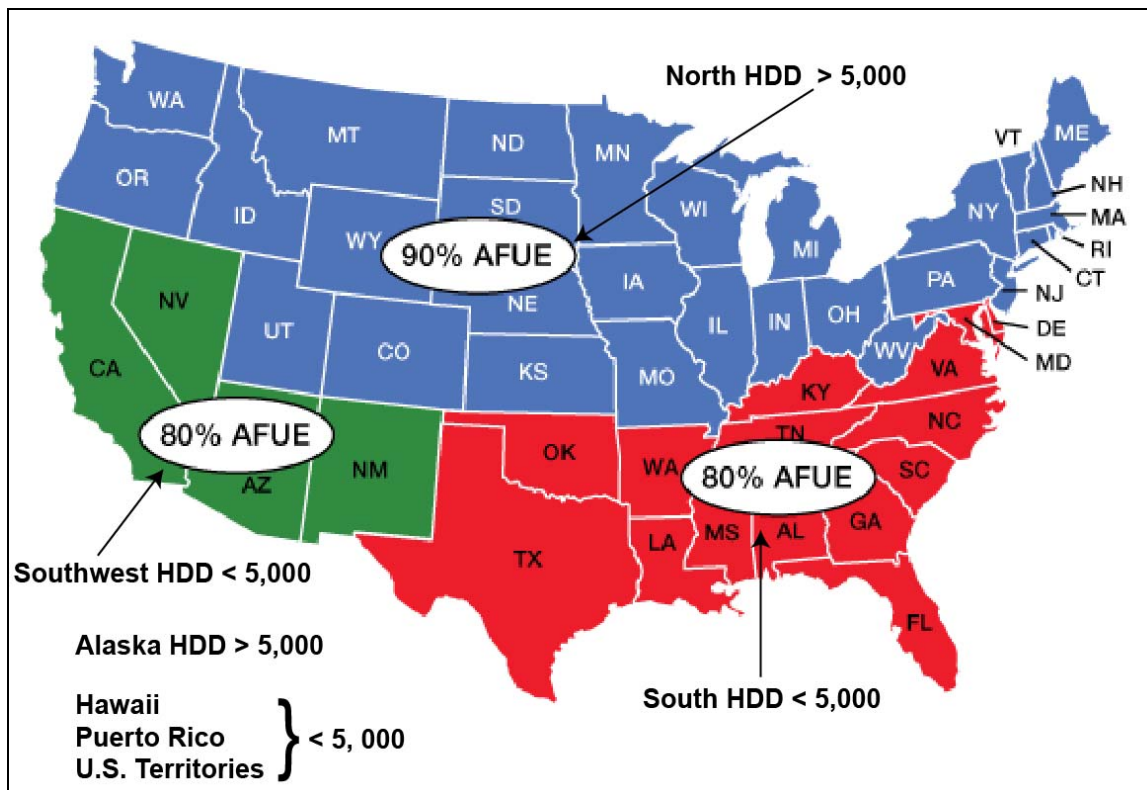 North HDD > 5,000
WA
MT
ND
MN
VT
ME
OR
ID
SD
WI
NY
NH
MA
WY
90% AFUE
MI
RI
CT
NV
IA
PA
NJ
NE
UT
IL
IN
OH
DE
CA
CO
WV
MD
KS
MO
VA
KY
80% AFUE
TN
NC
OK
WA
80% AFUE
SC
NM
AZ
MS
AL
GA
LA
TX
Southwest HDD < 5,000
FL
Alaska HDD > 5,000
South HDD < 5,000
Hawaii
Puerto Rico } < 5, 000
U.S. Territories